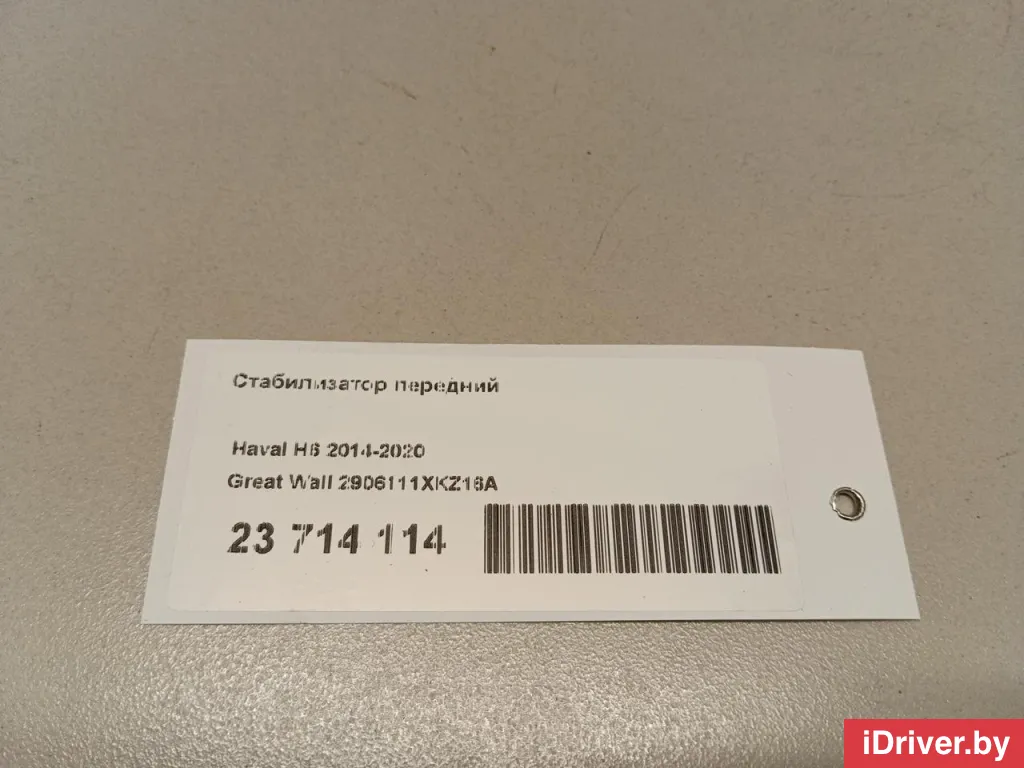 Стабилизатор передний
Haval H6 2014-2020
Great Wall 2906111XKZ16A
23 714 114
iDriver.by